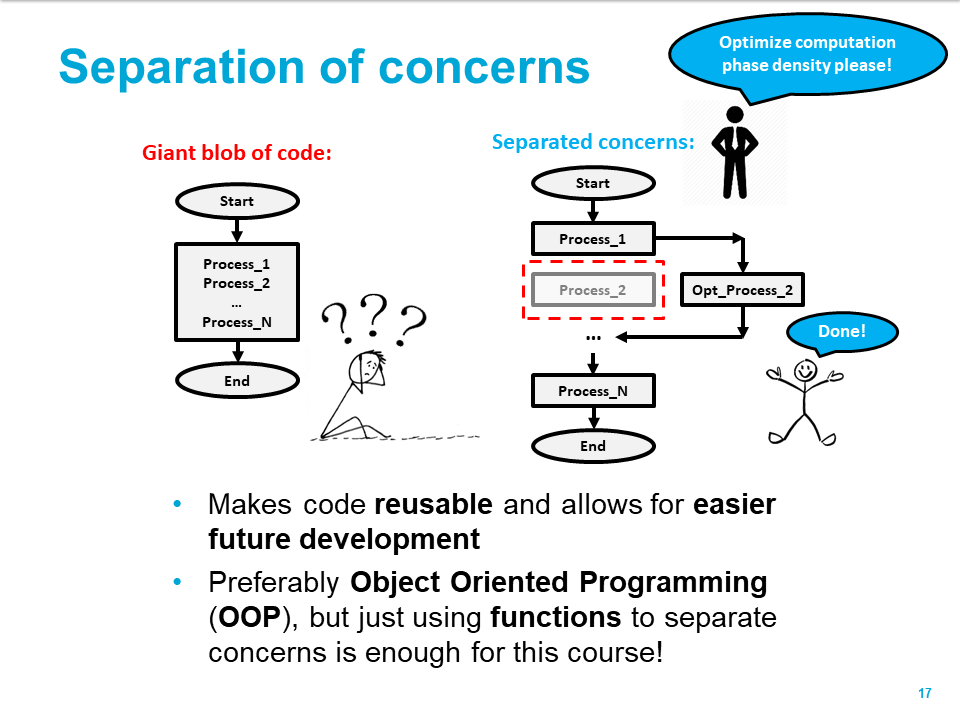 Separation of concerns
Optimize computation
phase density please!
Giant blob of code:
Start
Process_1
Process_2
…
Process_N
End
? ? ?
Separated concerns:
Start
Process_1
Process_2
Opt_Process_2
...
Process_N
End
Done!
• Makes code reusable and allows for easier
future development
• Preferably Object Oriented Programming
(OOP), but just using functions to separate
concerns is enough for this course!
17